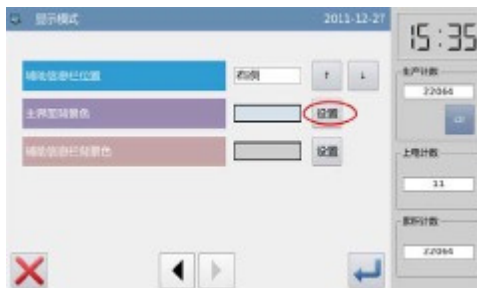 显示模式 2011-12-27
15:35
辅助信息栏位置 右侧
主界面背景色 设置
辅助信息栏背景色 设置
生产计数
22064
上电计数
11
累积计数
22064